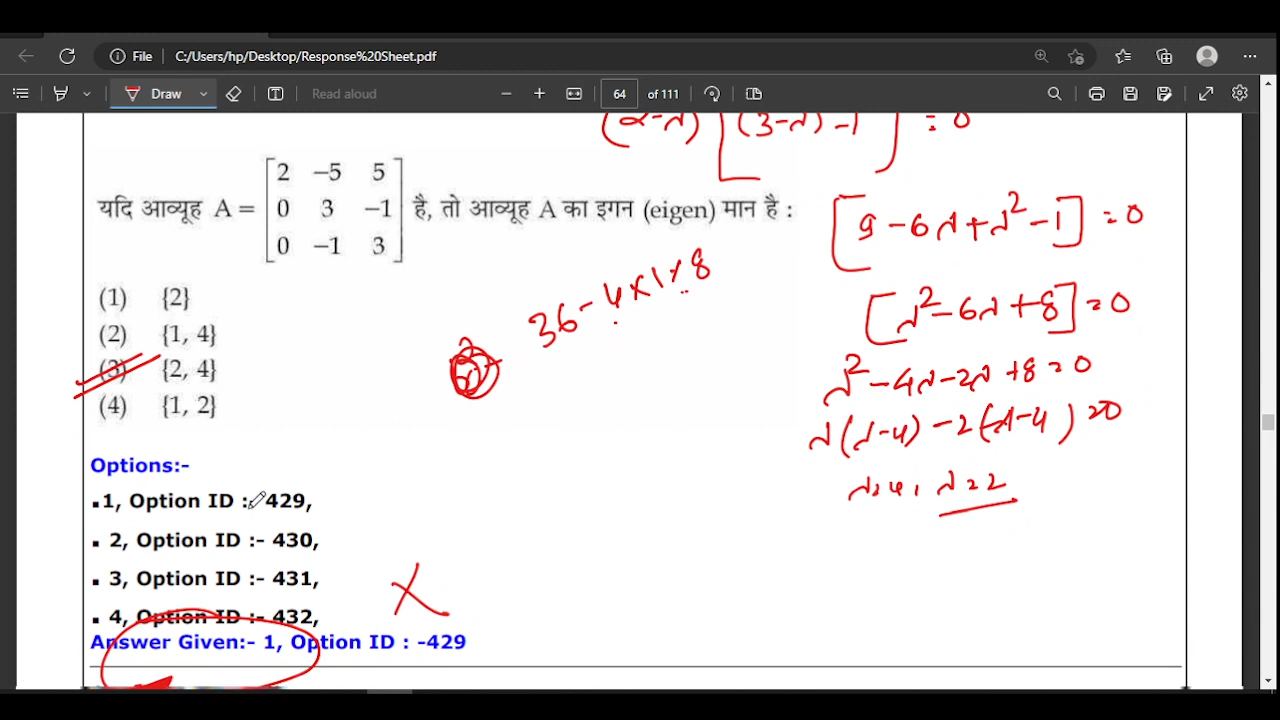 File C:/Users/hp/Desktop/Response%20Sheet.pdf
Draw Read aloud 64 of 111
(2-λ) [(3-λ) -1] = 0
यदि आव्यूह A = [2 −5 5
0 3 −1
0 −1 3] है, तो आव्यूह A का इगन (eigen) मान है :
(1) {2}
(2) {1, 4}
(3) {2, 4}
(4) {1, 2}
36 - 4×1×8
[9 - 6λ + λ² - 1] = 0
[λ² - 6λ + 8] = 0
λ² - 4λ - 2λ + 8 = 0
λ(λ-4) - 2(λ-4) = 0
λ = 4, λ = 2
Options:-
1, Option ID :- 429,
2, Option ID :- 430,
3, Option ID :- 431,
4, Option ID :- 432,
Answer Given:- 1, Option ID : -429